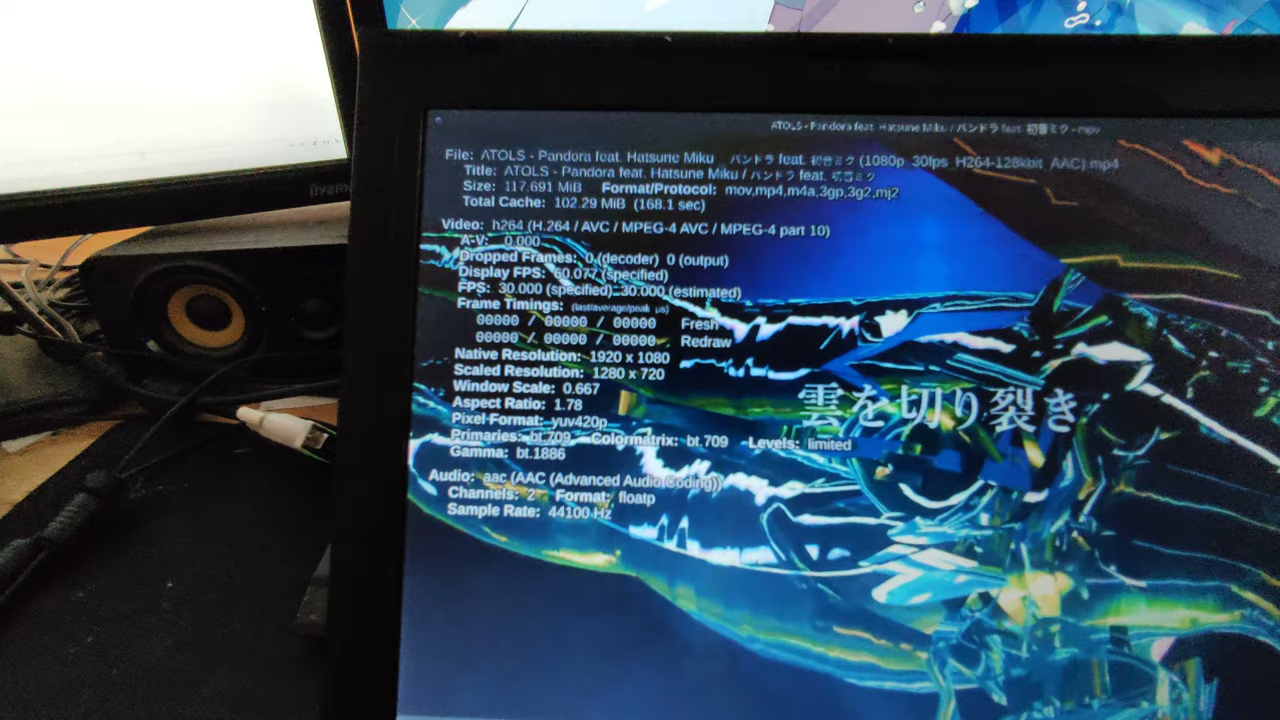 ATOLS - Pandora feat. Hatsune Miku / パンドラ feat. 初音ミク - mpv
File: ATOLS - Pandora feat. Hatsune Miku パンドラ feat. 初音ミク (1080p_30fps_H264-128kbit_AAC).mp4
Title: ATOLS - Pandora feat. Hatsune Miku / パンドラ feat. 初音ミク
Size: 117.691 MiB Format/Protocol: mov,mp4,m4a,3gp,3g2,mj2
Total Cache: 102.29 MiB (168.1 sec)
Video: h264 (H.264 / AVC / MPEG-4 AVC / MPEG-4 part 10)
A-V: 0.000
Dropped Frames: 0 (decoder) 0 (output)
Display FPS: 60.077 (specified)
FPS: 30.000 (specified) 30.000 (estimated)
Frame Timings: (last/average/peak μs)
00000 / 00000 / 00000 Fresh
00000 / 00000 / 00000 Redraw
Native Resolution: 1920 x 1080
Scaled Resolution: 1280 x 720
Window Scale: 0.667
Aspect Ratio: 1.78
Pixel Format: yuv420p
Primaries: bt.709 Colormatrix: bt.709 Levels: limited
Gamma: bt.1886
Audio: aac (AAC (Advanced Audio Coding))
Channels: 2 Format: floatp
Sample Rate: 44100 Hz
雲を切り裂き
iiyama